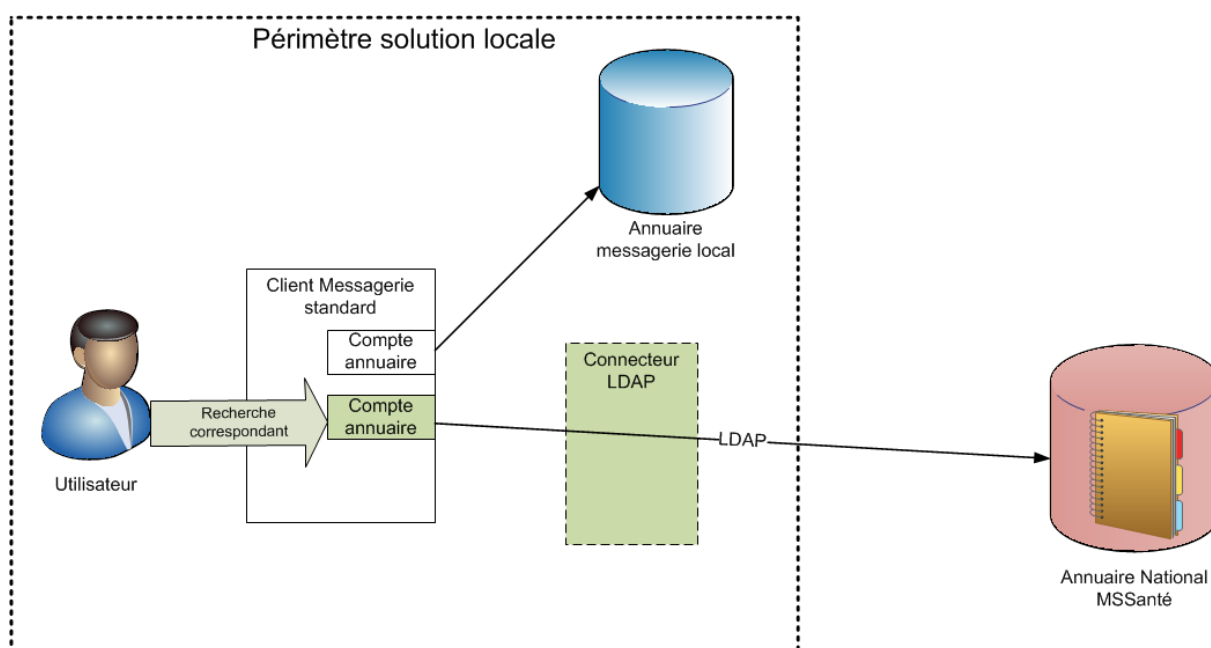 Périmètre solution locale
Annuaire
messagerie local
Client Messagerie
standard
Compte
annuaire
Connecteur
LDAP
Compte
annuaire
Recherche
correspondant
LDAP
Utilisateur
Annuaire National
MSSanté